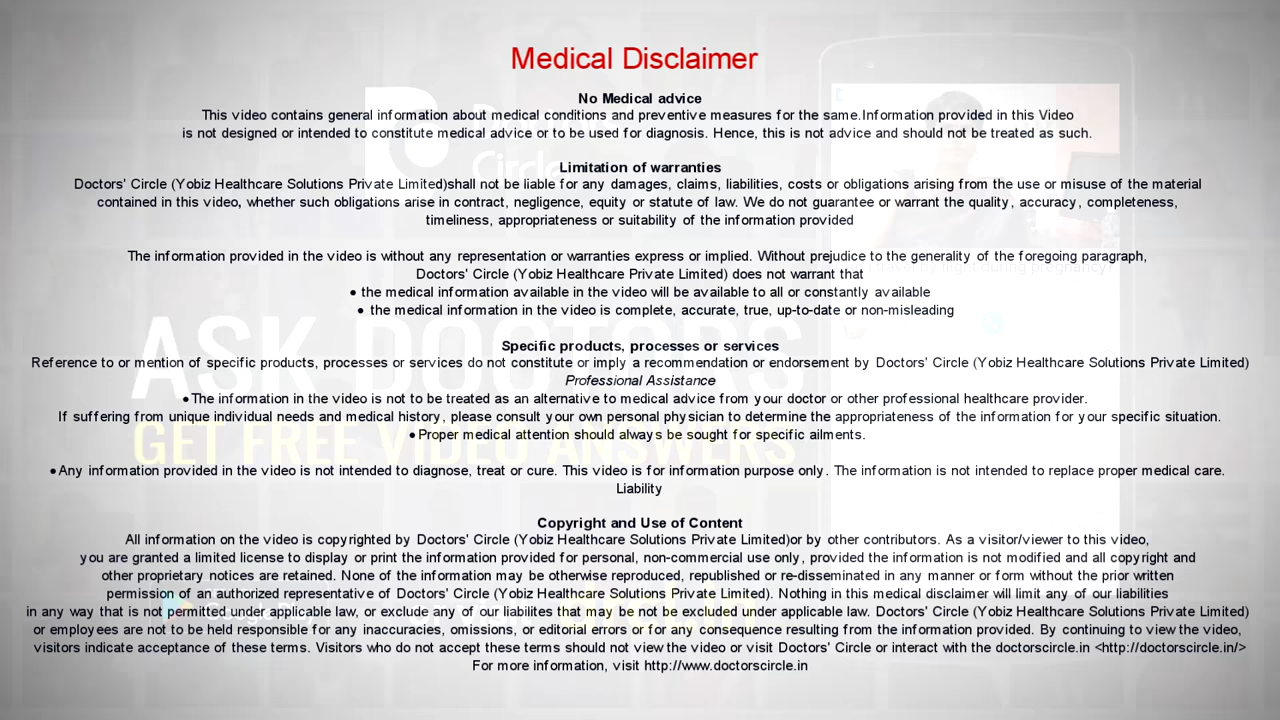 Medical Disclaimer
No Medical advice
This video contains general information about medical conditions and preventive measures for the same.Information provided in this Video
is not designed or intended to constitute medical advice or to be used for diagnosis. Hence, this is not advice and should not be treated as such.
Limitation of warranties
Doctors' Circle (Yobiz Healthcare Solutions Private Limited)shall not be liable for any damages, claims, liabilities, costs or obligations arising from the use or misuse of the material
contained in this video, whether such obligations arise in contract, negligence, equity or statute of law. We do not guarantee or warrant the quality, accuracy, completeness,
timeliness, appropriateness or suitability of the information provided
The information provided in the video is without any representation or warranties express or implied. Without prejudice to the generality of the foregoing paragraph,
Doctors' Circle (Yobiz Healthcare Private Limited) does not warrant that
• the medical information available in the video will be available to all or constantly available
• the medical information in the video is complete, accurate, true, up-to-date or non-misleading
Specific products, processes or services
Reference to or mention of specific products, processes or services do not constitute or imply a recommendation or endorsement by Doctors' Circle (Yobiz Healthcare Solutions Private Limited)
Professional Assistance
•The information in the video is not to be treated as an alternative to medical advice from your doctor or other professional healthcare provider.
If suffering from unique individual needs and medical history, please consult your own personal physician to determine the appropriateness of the information for your specific situation.
•Proper medical attention should always be sought for specific ailments.
•Any information provided in the video is not intended to diagnose, treat or cure. This video is for information purpose only. The information is not intended to replace proper medical care.
Liability
Copyright and Use of Content
All information on the video is copyrighted by Doctors' Circle (Yobiz Healthcare Solutions Private Limited)or by other contributors. As a visitor/viewer to this video,
you are granted a limited license to display or print the information provided for personal, non-commercial use only, provided the information is not modified and all copyright and
other proprietary notices are retained. None of the information may be otherwise reproduced, republished or re-disseminated in any manner or form without the prior written
permission of an authorized representative of Doctors' Circle (Yobiz Healthcare Solutions Private Limited). Nothing in this medical disclaimer will limit any of our liabilities
in any way that is not permitted under applicable law, or exclude any of our liabilites that may be not be excluded under applicable law. Doctors' Circle (Yobiz Healthcare Solutions Private Limited)
or employees are not to be held responsible for any inaccuracies, omissions, or editorial errors or for any consequence resulting from the information provided. By continuing to view the video,
visitors indicate acceptance of these terms. Visitors who do not accept these terms should not view the video or visit Doctors' Circle or interact with the doctorscircle.in <http://doctorscircle.in/>
For more information, visit http://www.doctorscircle.in
ASK DOCTORS
GET FREE VIDEO ANSWERS
travel by flight during pregnancy?
Google Play